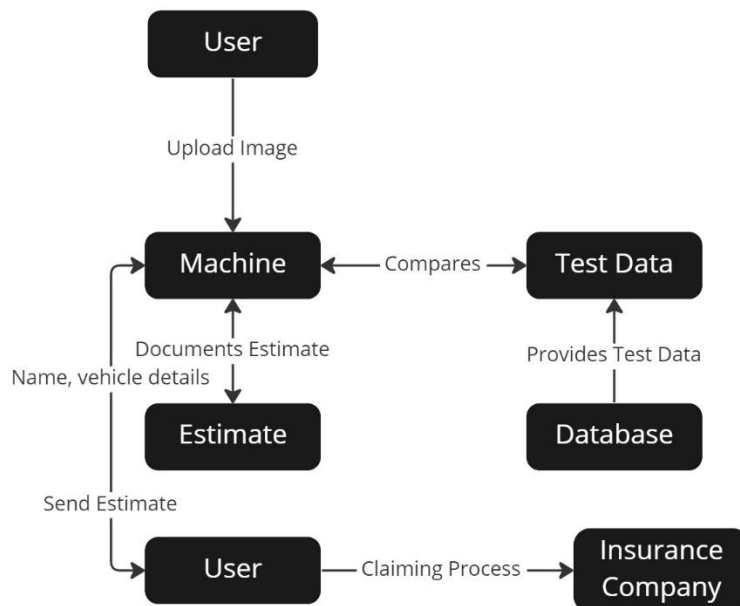 User
Upload Image
Machine
Compares
Test Data
Documents Estimate
Provides Test Data
Name, vehicle details
Estimate
Database
Send Estimate
User
Claiming Process
Insurance
Company